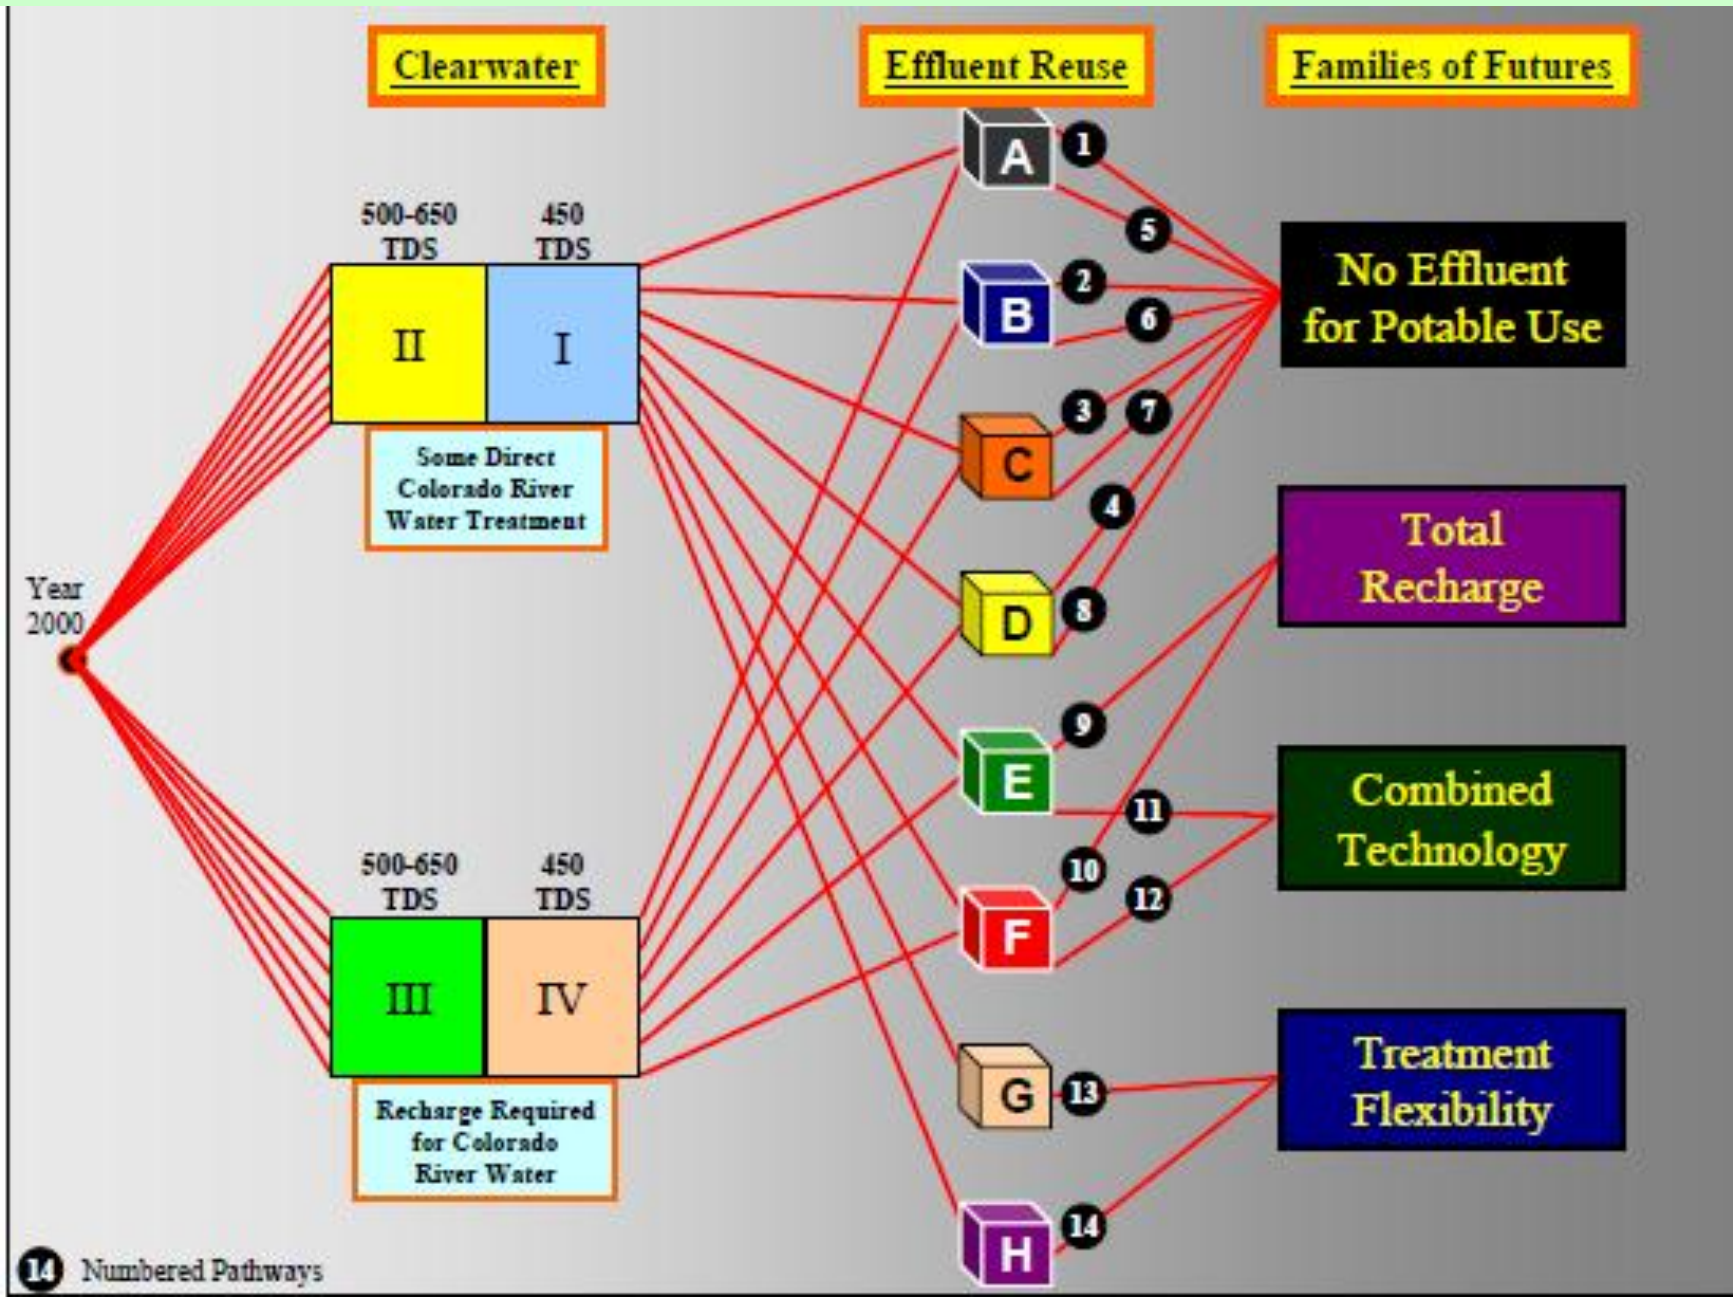 Clearwater
Effluent Reuse
Families of Futures
500-650
TDS
450
TDS
II
I
Some Direct
Colorado River
Water Treatment
Year
2000
500-650
TDS
450
TDS
III
IV
Recharge Required
for Colorado
River Water
A
B
C
D
E
F
G
H
1
5
2
6
3
7
4
8
9
11
10
12
13
14
No Effluent
for Potable Use
Total
Recharge
Combined
Technology
Treatment
Flexibility
14 Numbered Pathways